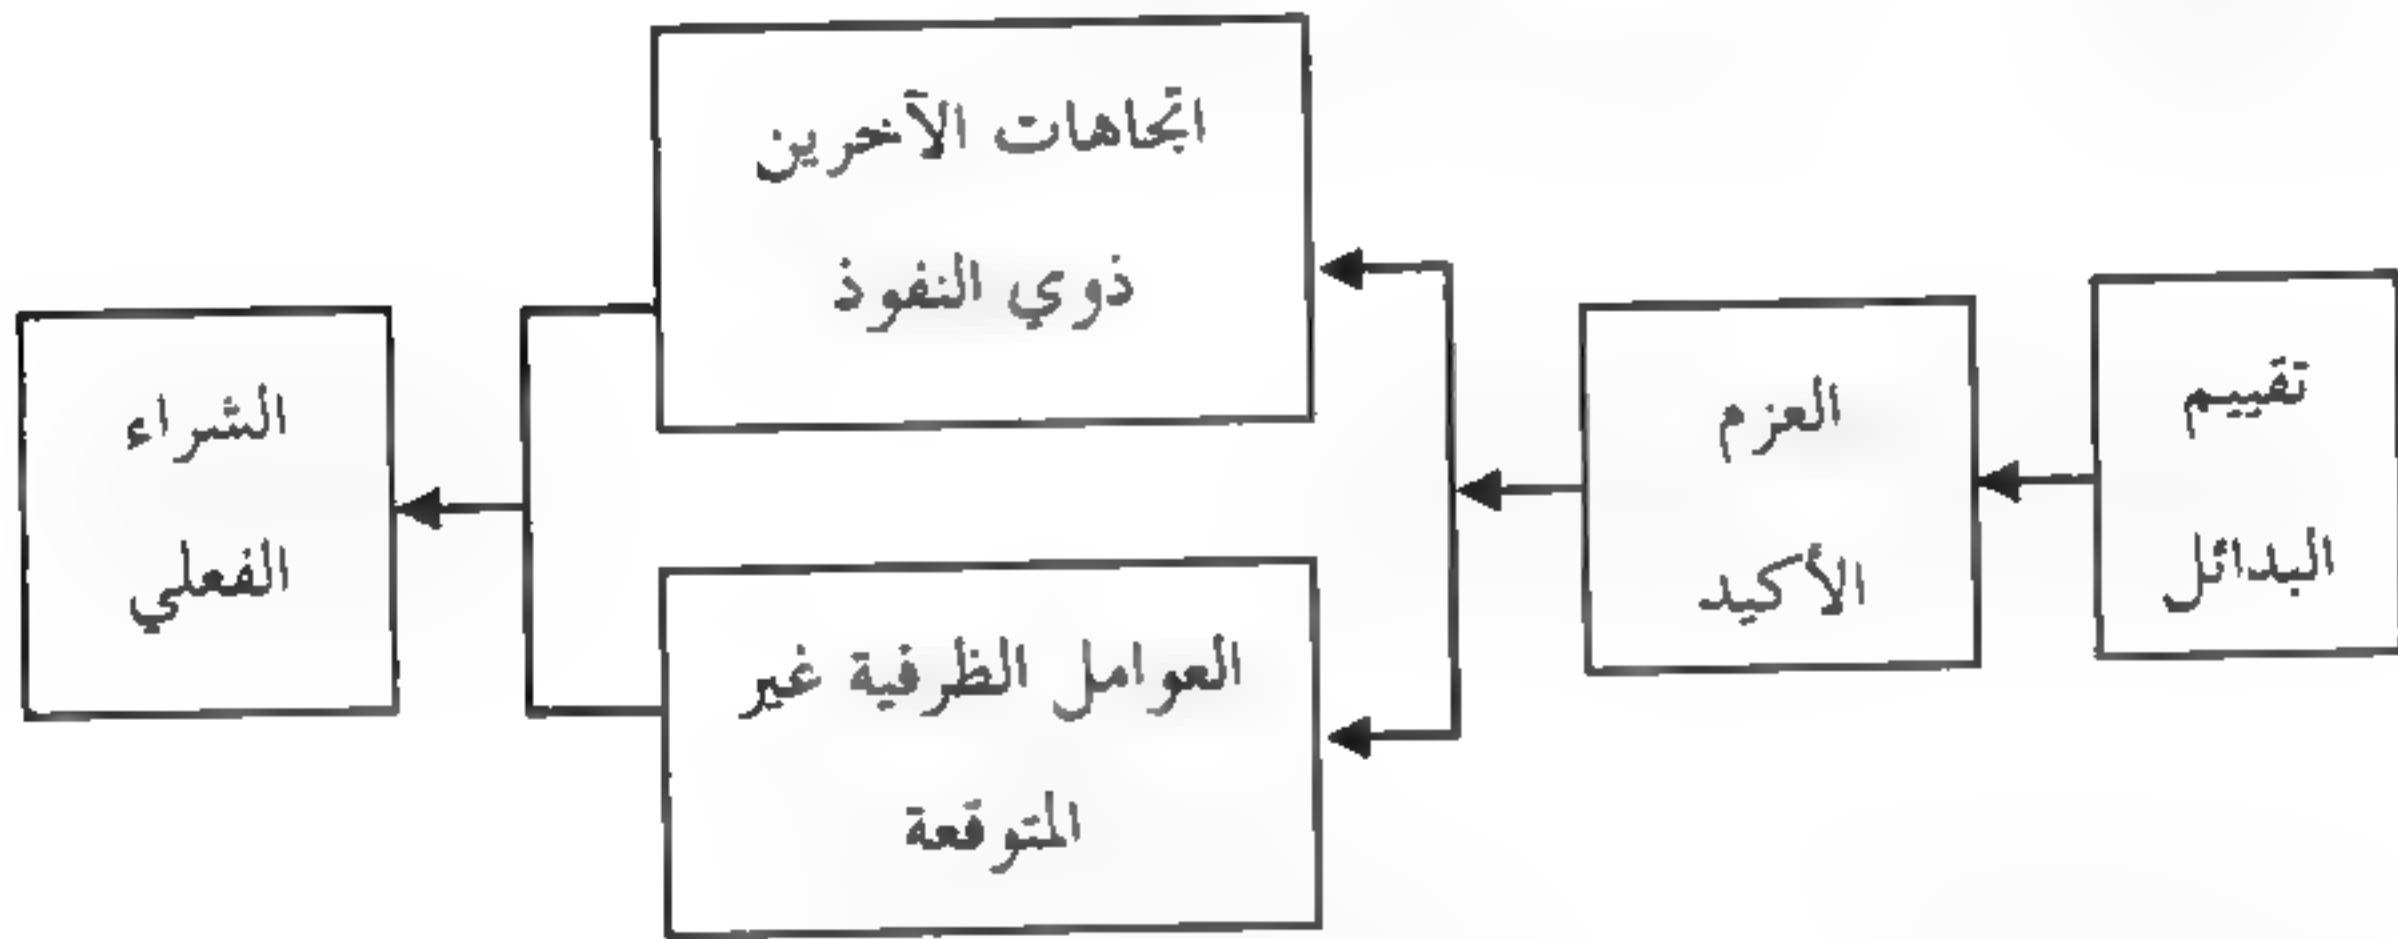 تقييم
البدائل
العزم
الأكيد
اتجاهات الآخرين
ذوي النفوذ
العوامل الظرفية غير
المتوقعة
الشراء
الفعلي